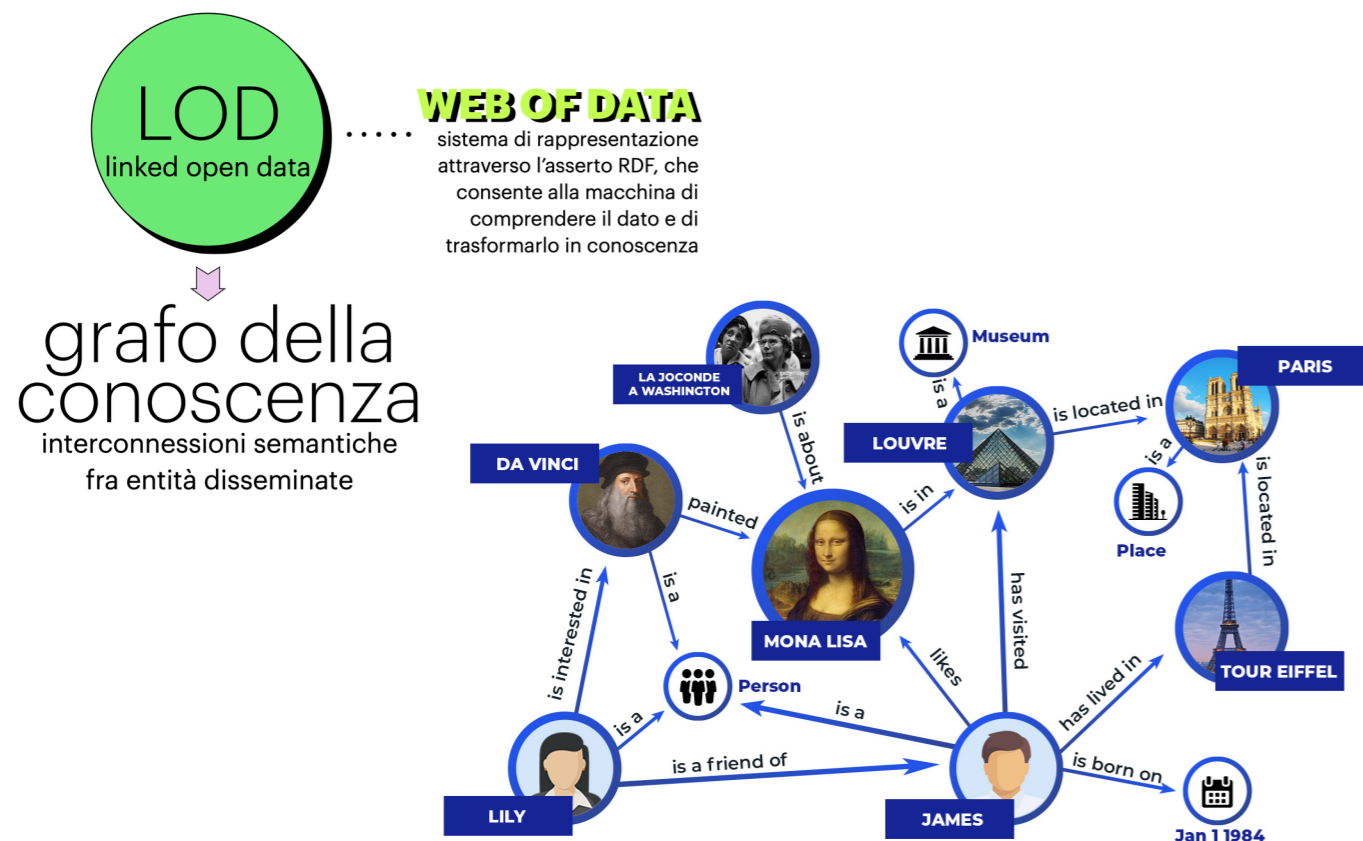 LOD
linked open data
WEB OF DATA
sistema di rappresentazione
attraverso l'asserto RDF, che
consente alla macchina di
comprendere il dato e di
trasformarlo in conoscenza
grafo della
conoscenza
interconnessioni semantiche
fra entità disseminate
LA JOCONDE
A WASHINGTON
Museum
PARIS
is a
is located in
LOUVRE
is about
is a
DA VINCI
is located in
painted
is in
Place
is a
has visited
MONA LISA
is interested in
likes
TOUR EIFFEL
Person
has lived in
is a
is a
is a friend of
is born on
LILY
JAMES
Jan 1 1984